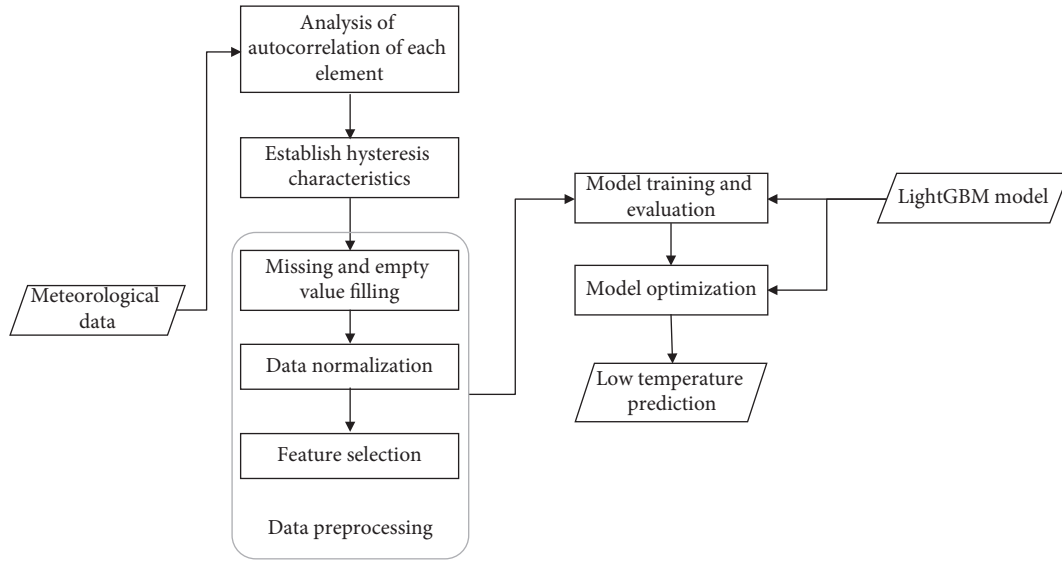 Analysis of
autocorrelation of each
element
Establish hysteresis
characteristics
Missing and empty
value filling
Data normalization
Feature selection
Data preprocessing
Meteorological
data
Model training and
evaluation
Model optimization
Low temperature
prediction
LightGBM model